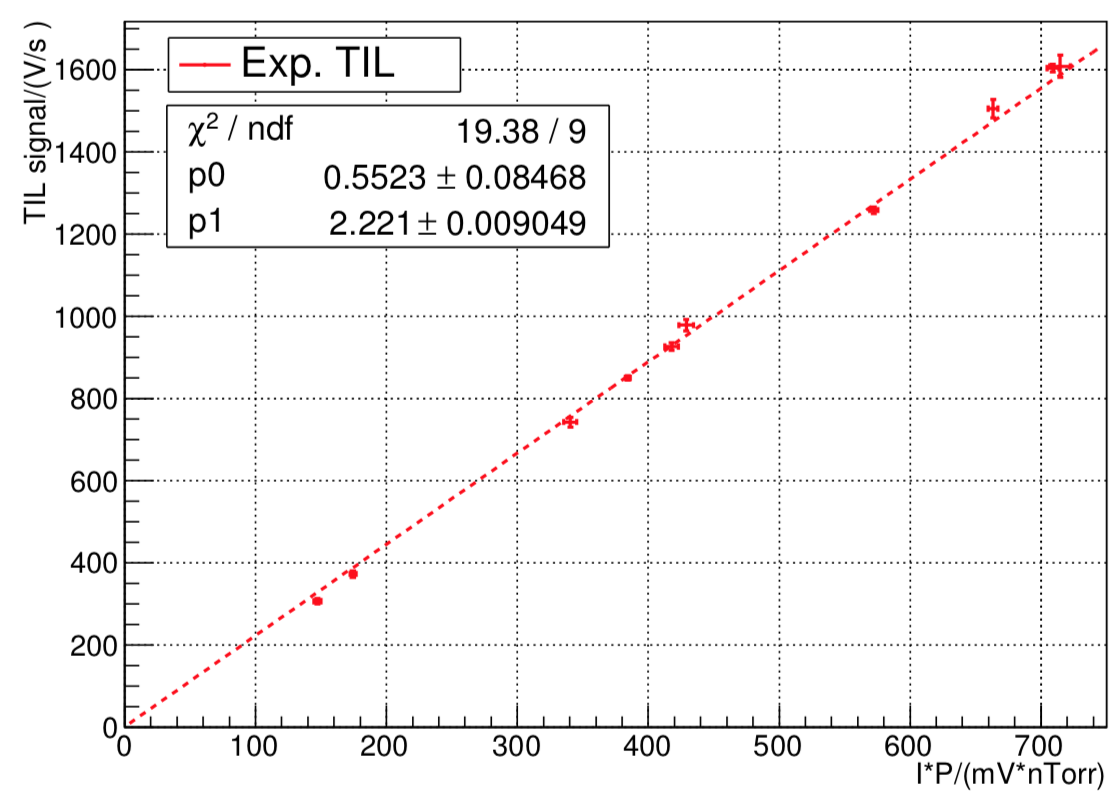 TIL signal/(V/s )
Exp. TIL
χ² / ndf 19.38 / 9
p0 0.5523 ± 0.08468
p1 2.221 ± 0.009049
1600
1400
1200
1000
800
600
400
200
0
0 100 200 300 400 500 600 700
I*P/(mV*nTorr)